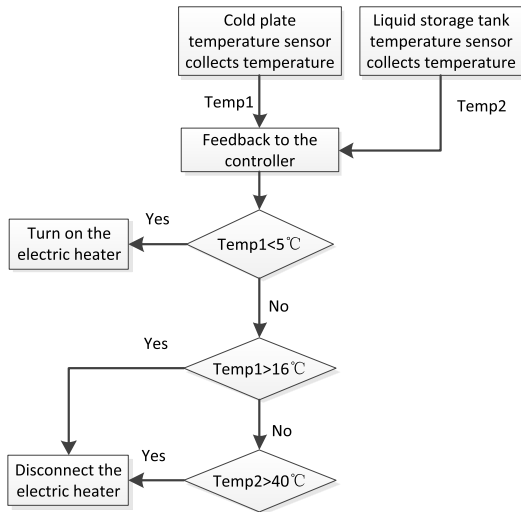 Cold plate
temperature sensor
collects temperature
Liquid storage tank
temperature sensor
collects temperature
Temp1
Temp2
Feedback to the
controller
Yes
Turn on the
electric heater
Temp1<5℃
No
Yes
Temp1>16℃
No
Yes
Disconnect the
electric heater
Temp2>40℃